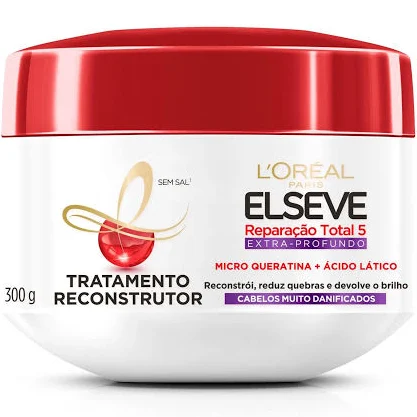 SEM SAL¹
L'ORÉAL
PARIS
ELSEVE
Reparação Total 5
EXTRA-PROFUNDO
MICRO QUERATINA + ÁCIDO LÁTICO
Reconstrói, reduz quebras e devolve o brilho
CABELOS MUITO DANIFICADOS
TRATAMENTO
RECONSTRUTOR
300 g